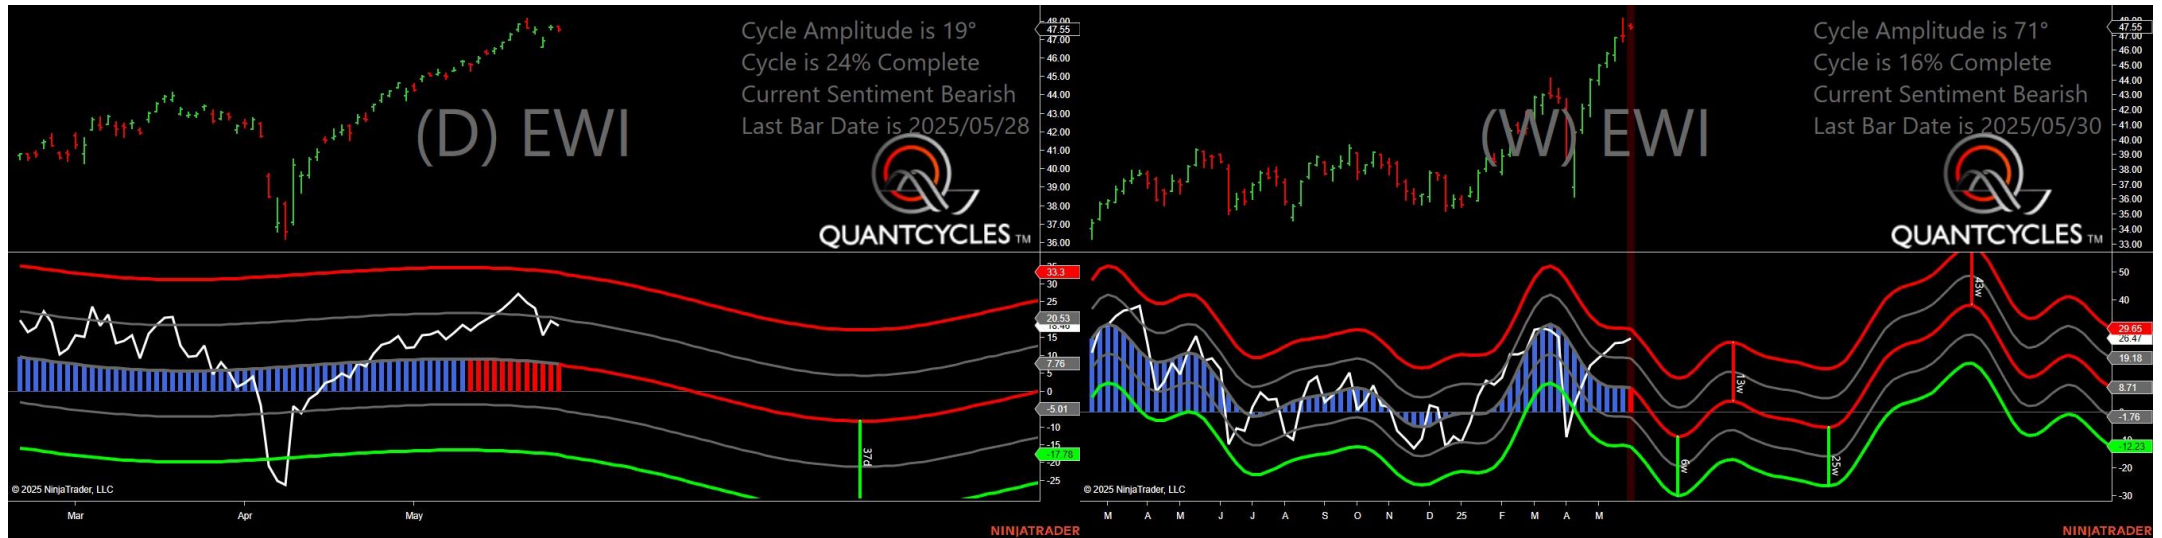 Cycle Amplitude is 19°
Cycle is 24% Complete
Current Sentiment Bearish
Last Bar Date is 2025/05/28
(D) EWI
QUANTCYCLES TM
48.00
47.55
47.00
46.00
45.00
44.00
43.00
42.00
41.00
40.00
39.00
38.00
37.00
36.00
33.3
30
25
20.53
15
10
7.76
5
0
-5.01
-10
-15
-17.78
-20
-25
37d
© 2025 NinjaTrader, LLC
Mar
Apr
May
NINJATRADER
Cycle Amplitude is 71°
Cycle is 16% Complete
Current Sentiment Bearish
Last Bar Date is 2025/05/30
(W) EWI
QUANTCYCLES TM
48.00
47.55
46.00
45.00
44.00
43.00
42.00
41.00
40.00
39.00
38.00
37.00
36.00
35.00
34.00
33.00
50
40
29.65
26.47
19.18
8.71
-1.76
-12.23
-20
-30
43w
13w
6w
25w
© 2025 NinjaTrader, LLC
M A M J J A S O N D 25 F M A M
NINJATRADER